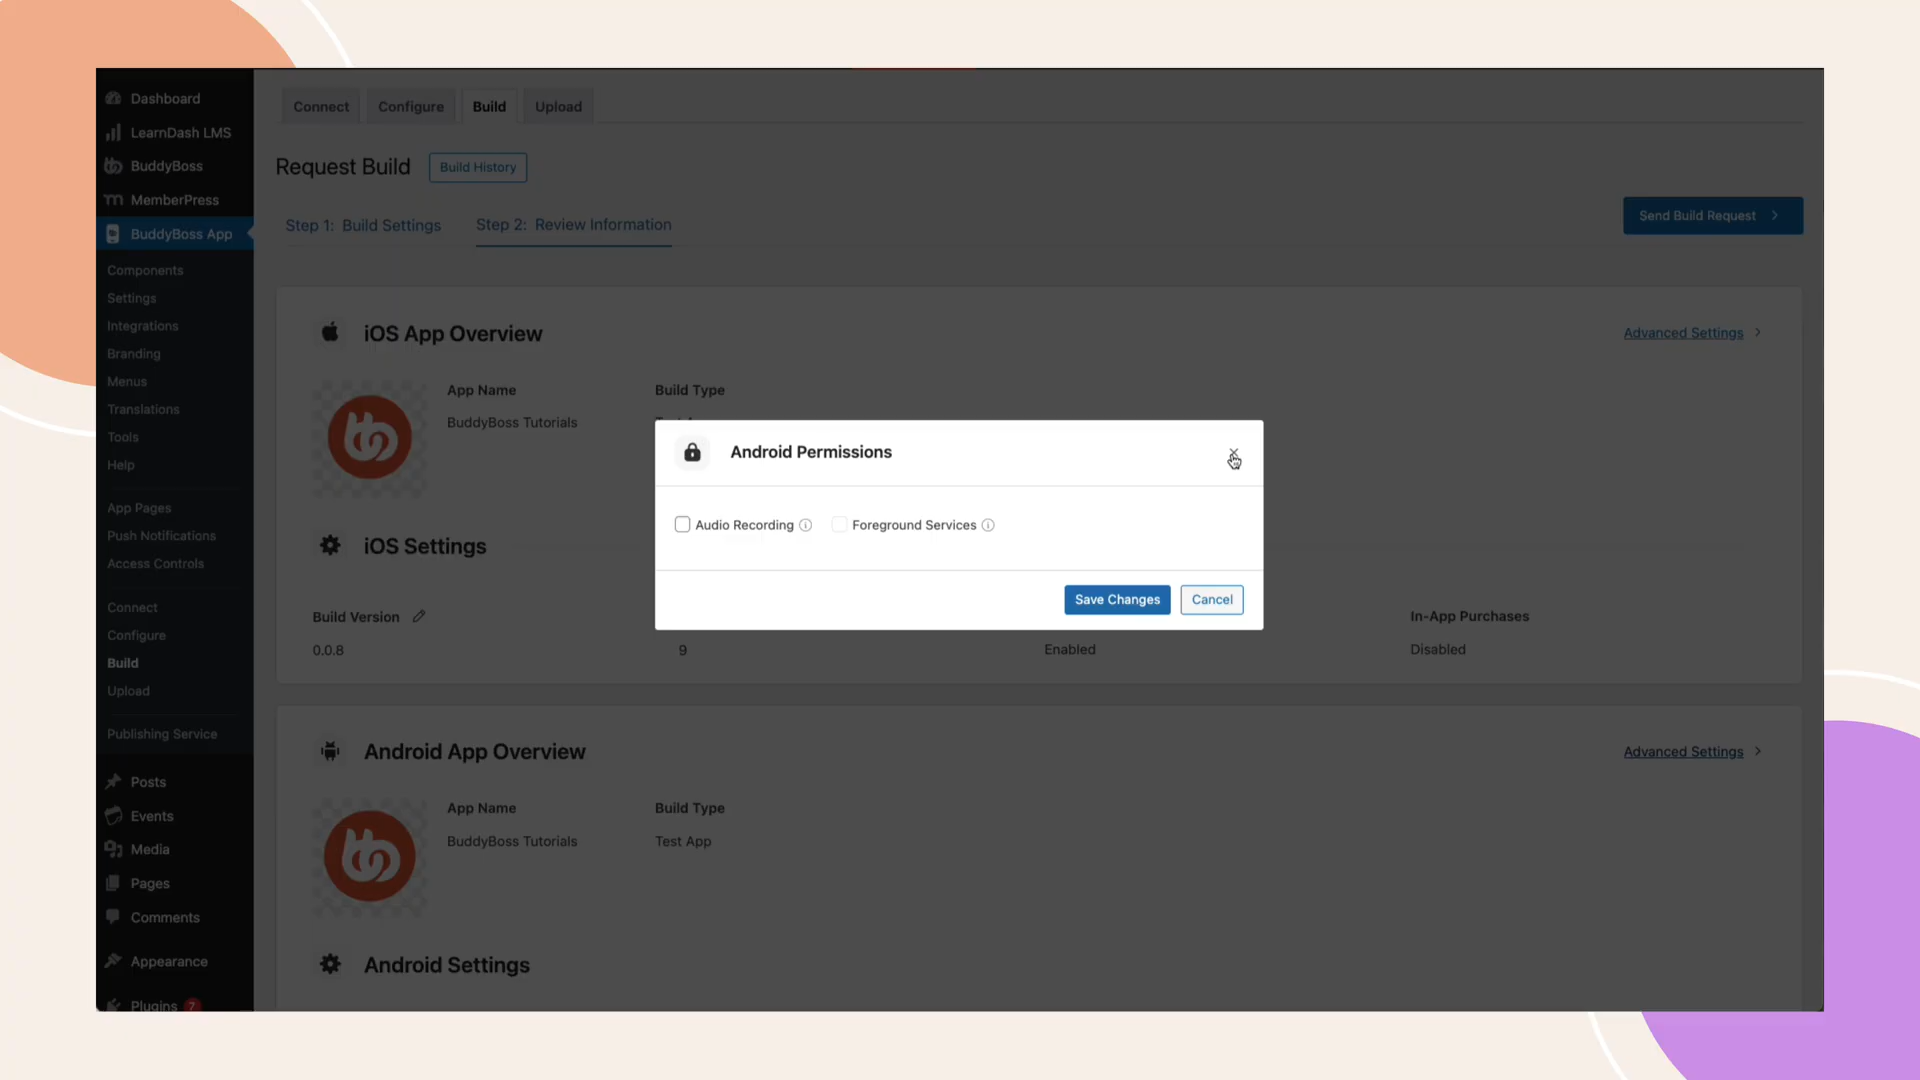 Dashboard
LearnDash LMS
BuddyBoss
MemberPress
BuddyBoss App
Components
Settings
Integrations
Branding
Menus
Translations
Tools
Help
App Pages
Push Notifications
Access Controls
Connect
Configure
Build
Upload
Publishing Service
Posts
Events
Media
Pages
Comments
Appearance
Plugins 7
Connect Configure Build Upload
Request Build Build History
Step 1: Build Settings Step 2: Review Information
Send Build Request
iOS App Overview Advanced Settings
App Name Build Type
BuddyBoss Tutorials
Android Permissions
Audio Recording Foreground Services
Save Changes Cancel
iOS Settings
Build Version In-App Purchases
0.0.8 9 Enabled Disabled
Android App Overview Advanced Settings
App Name Build Type
BuddyBoss Tutorials Test App
Android Settings